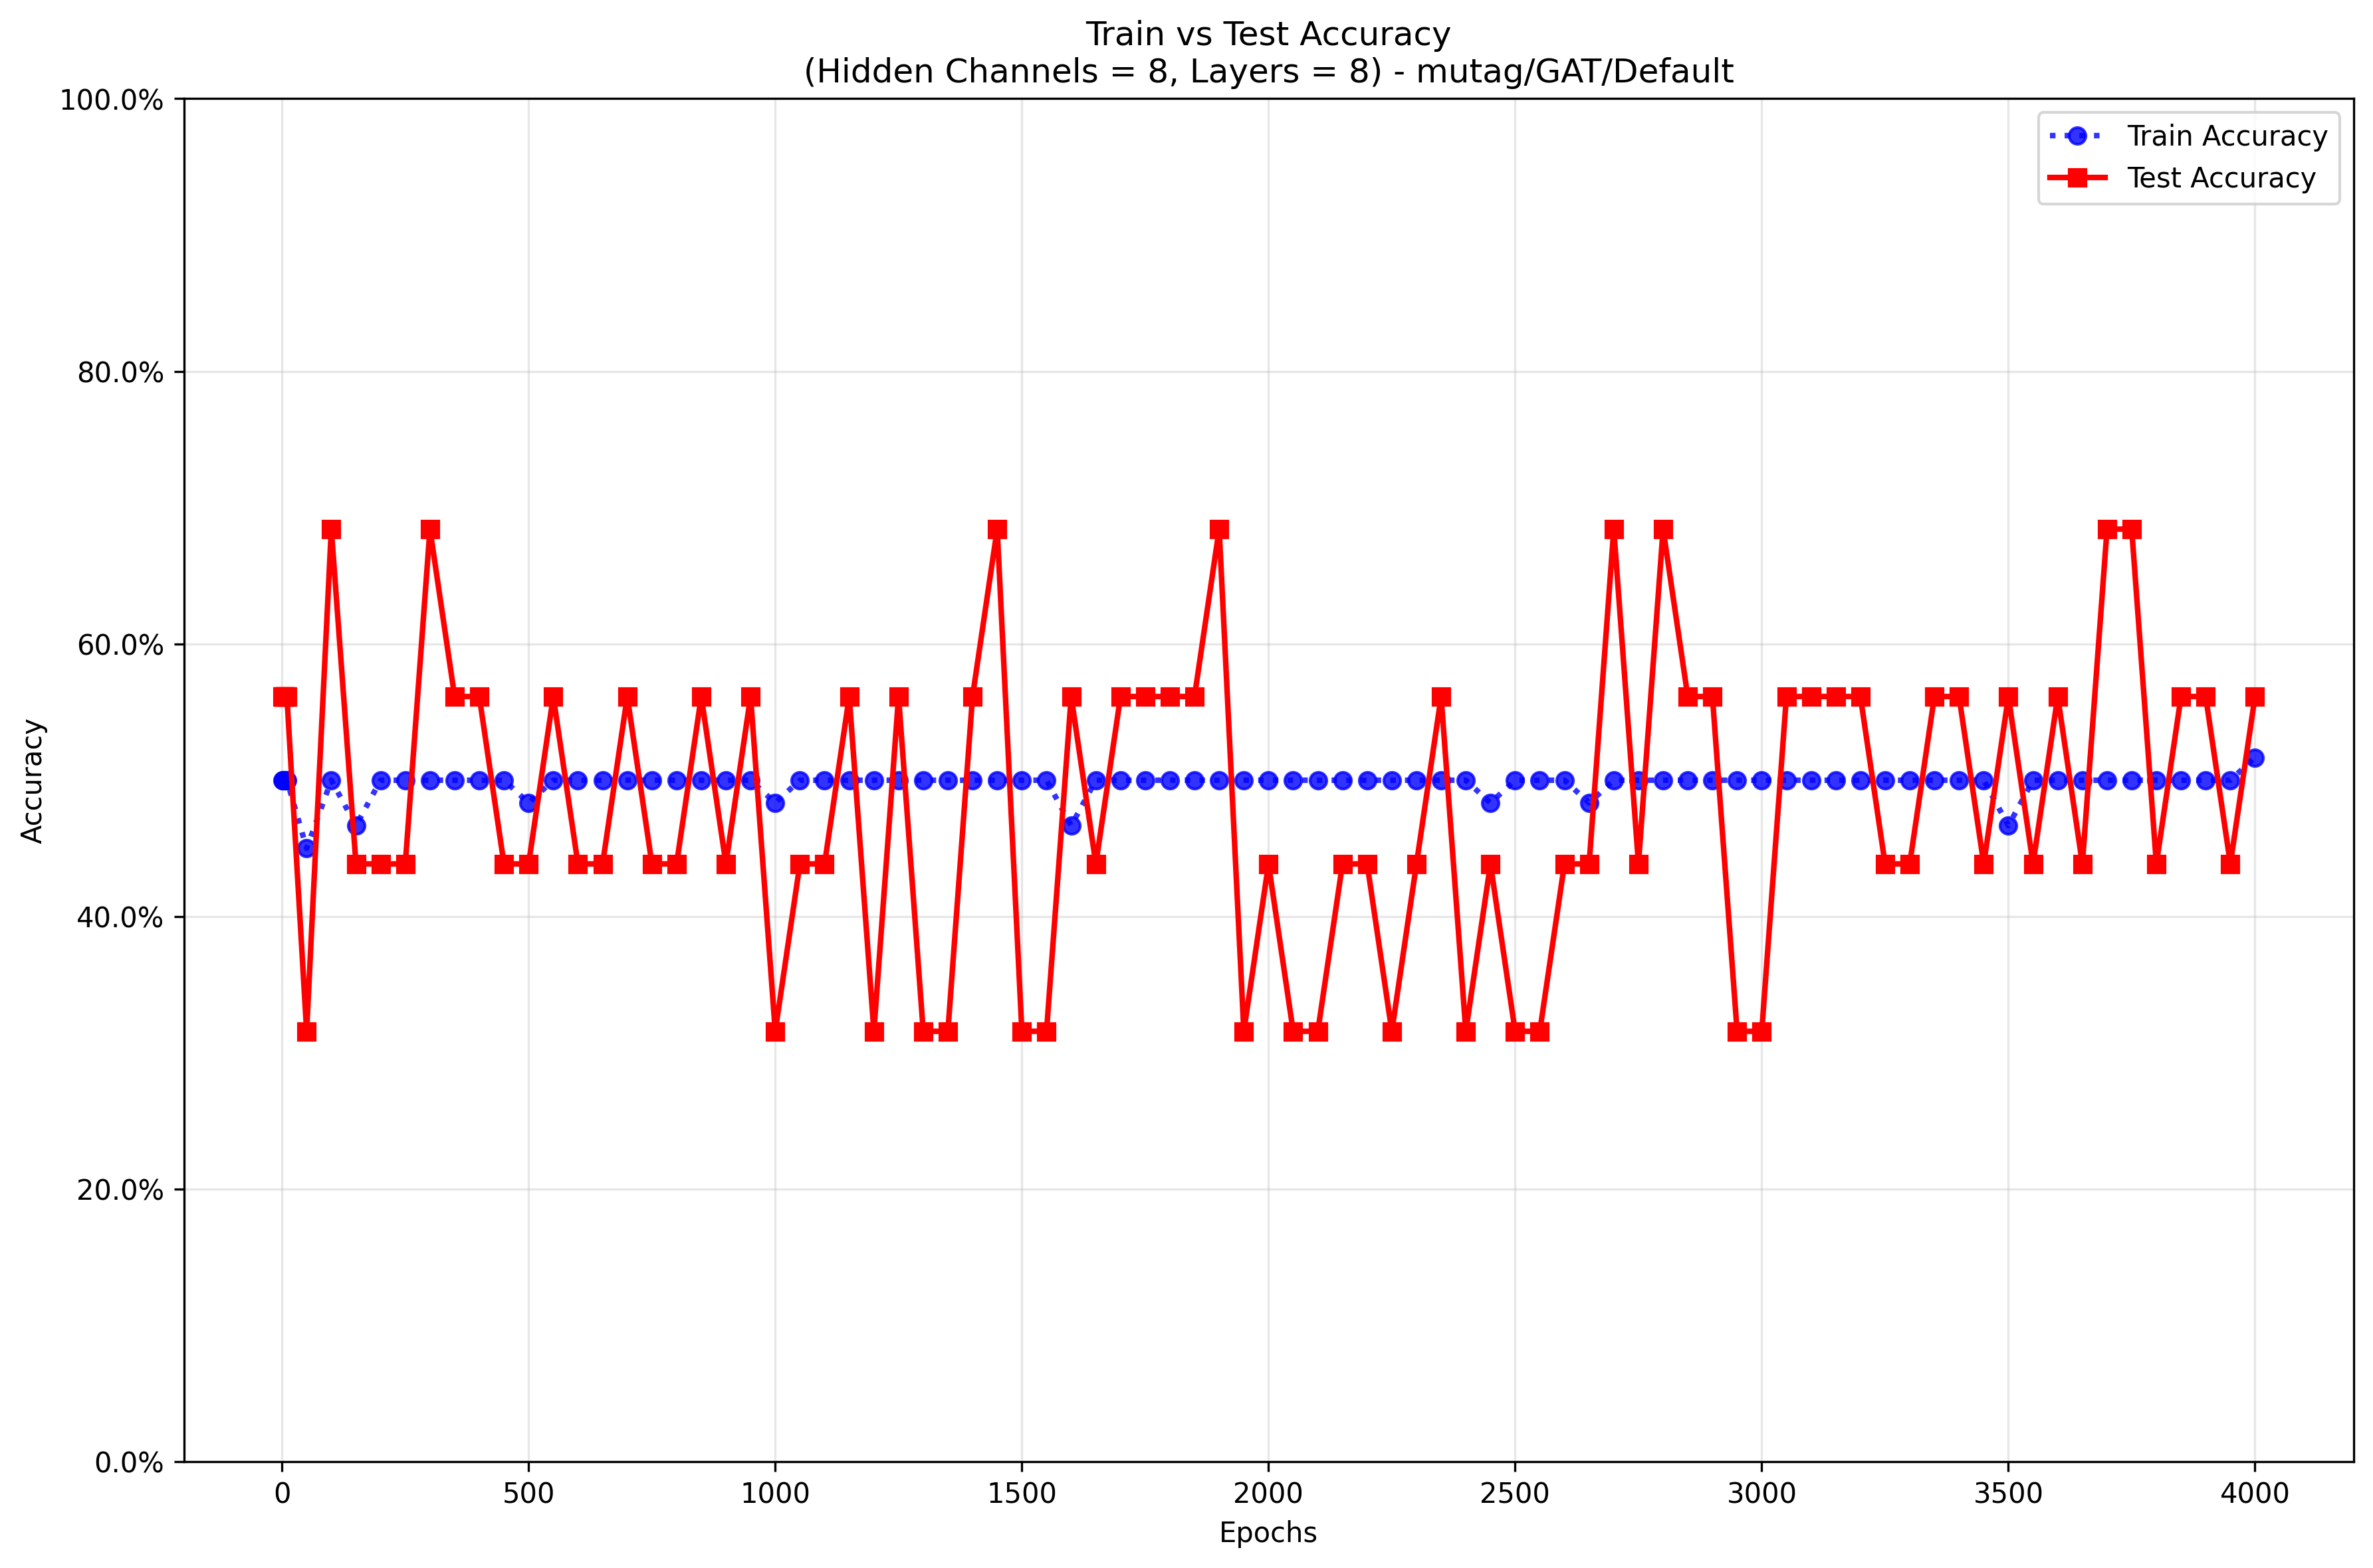 Train vs Test Accuracy
(Hidden Channels = 8, Layers = 8) - mutag/GAT/Default
100.0%
80.0%
60.0%
40.0%
20.0%
0.0%
Accuracy
Train Accuracy
Test Accuracy
0
500
1000
1500
2000
2500
3000
3500
4000
Epochs